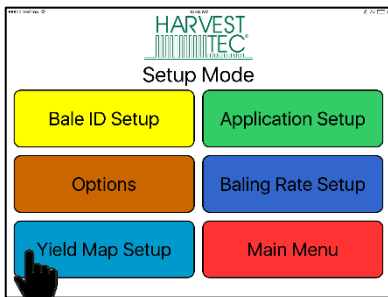 HARVEST
TEC
Setup Mode
Bale ID Setup
Application Setup
Options
Baling Rate Setup
Yield Map Setup
Main Menu